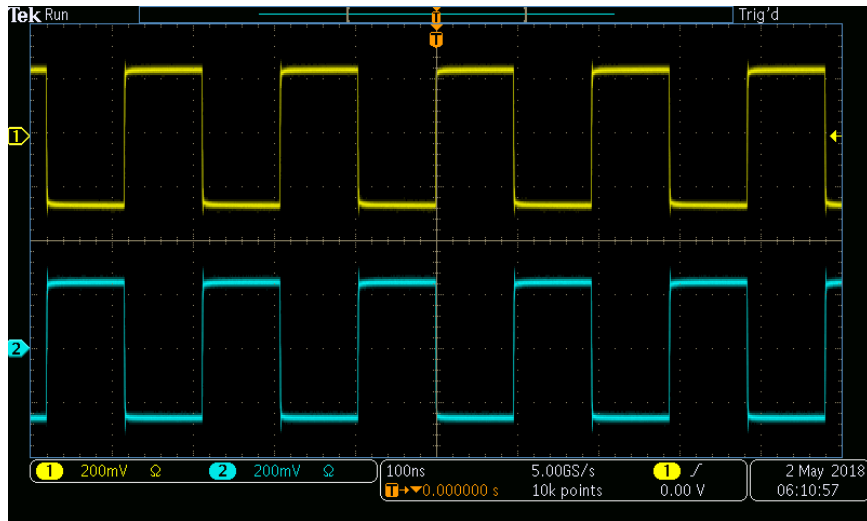 Tek Run T Trig'd
T
1
2
1 200mV Ω 2 200mV Ω 100ns 5.00GS/s 1 2 May 2018
T→▼0.000000 s 10k points 0.00 V 06:10:57